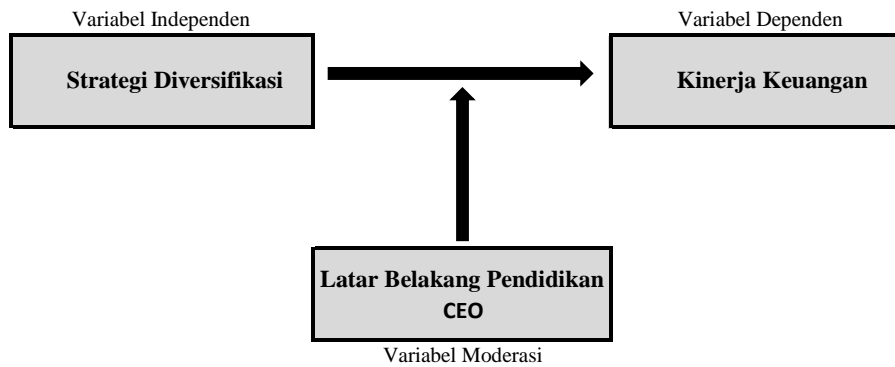 Variabel Independen
Variabel Dependen
Strategi Diversifikasi
Kinerja Keuangan
Latar Belakang Pendidikan
CEO
Variabel Moderasi